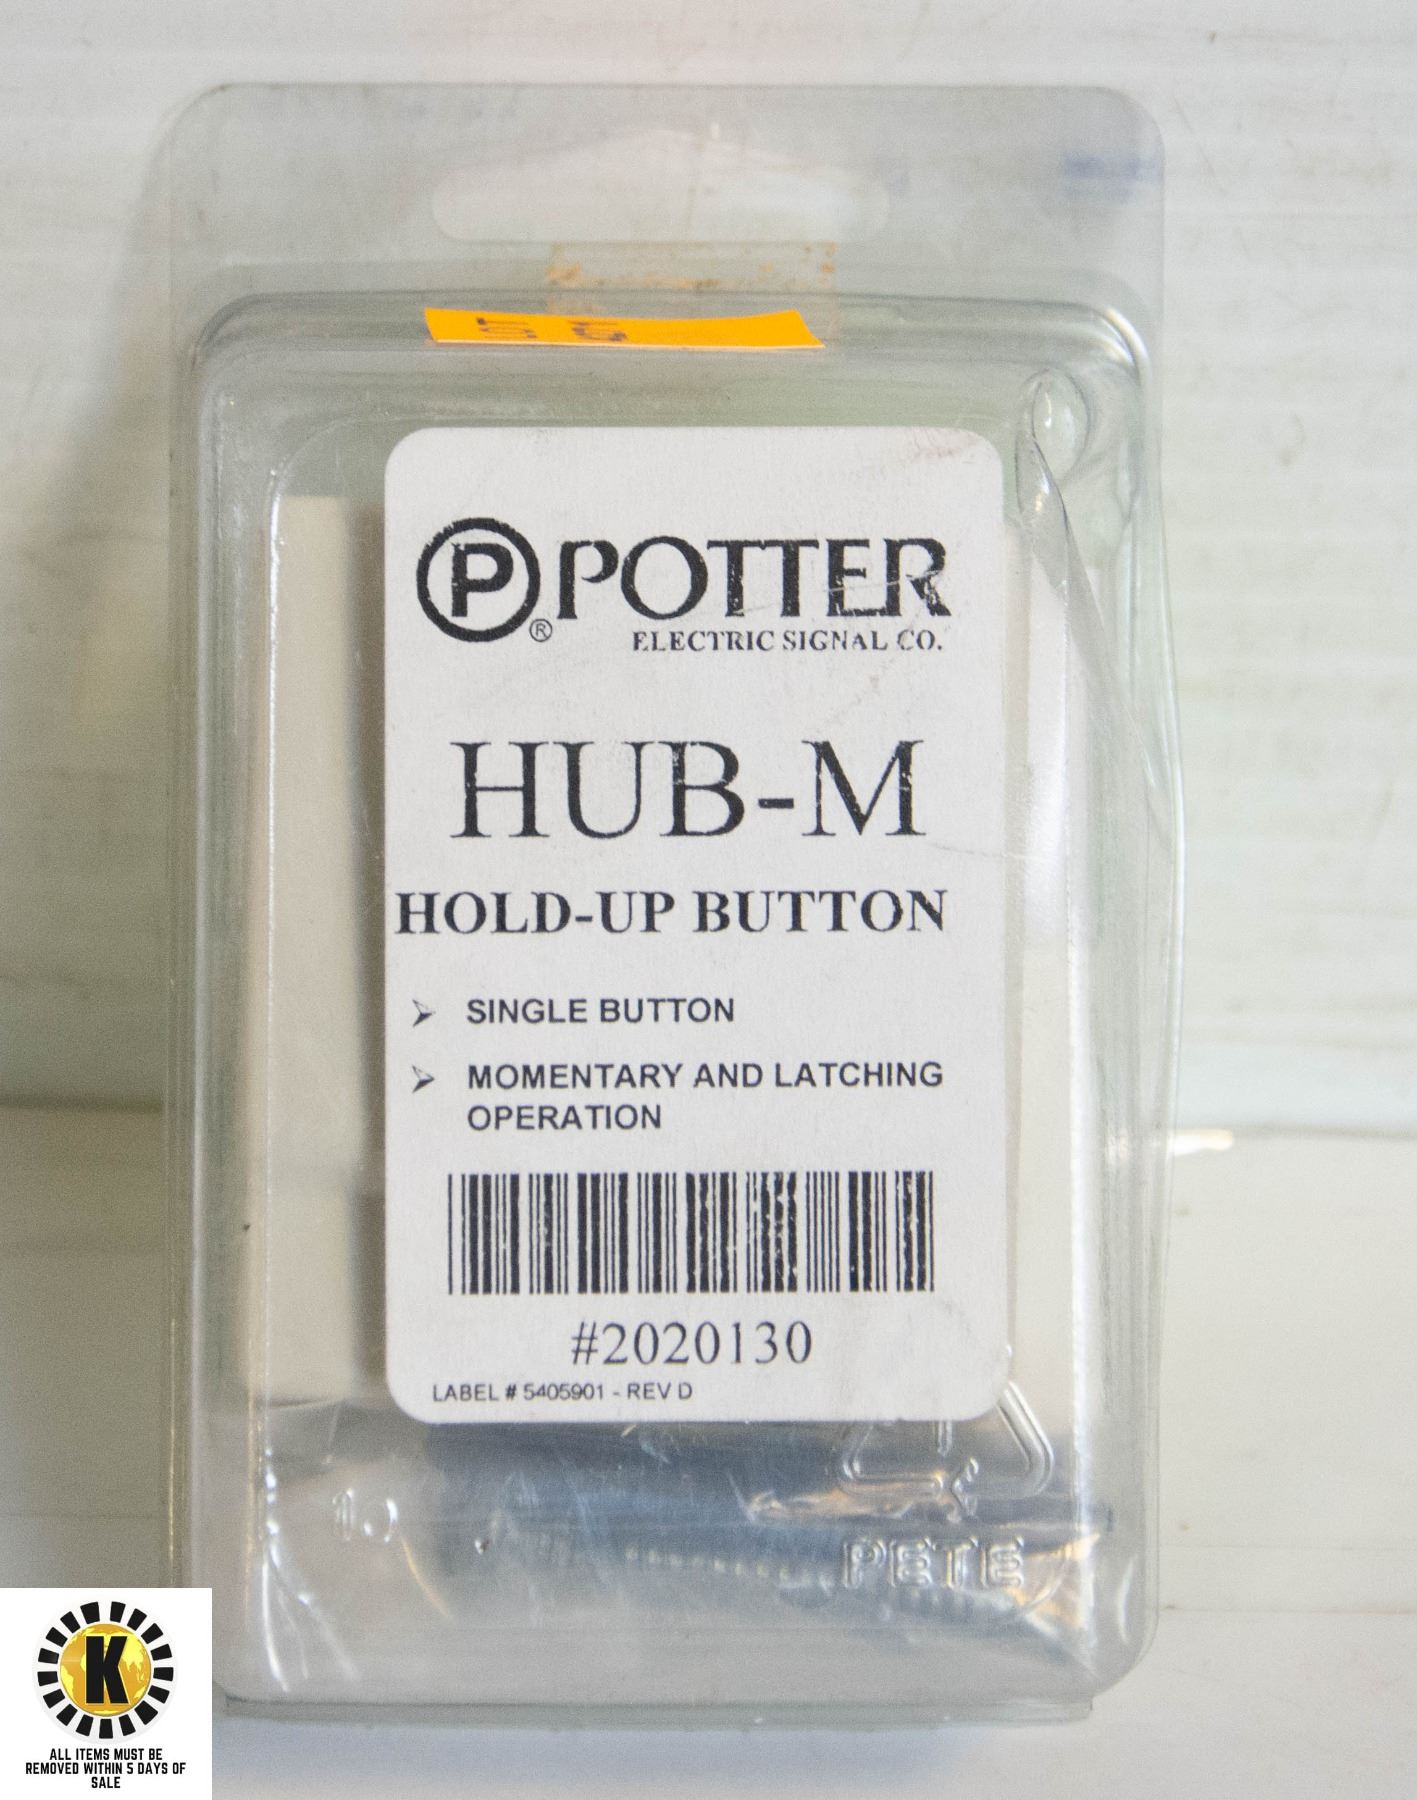 P
®
POTTER
ELECTRIC SIGNAL CO.
HUB-M
HOLD-UP BUTTON
SINGLE BUTTON
MOMENTARY AND LATCHING
OPERATION
#2020130
LABEL # 5405901 - REV D
PETE
K
ALL ITEMS MUST BE
REMOVED WITHIN 5 DAYS OF
SALE